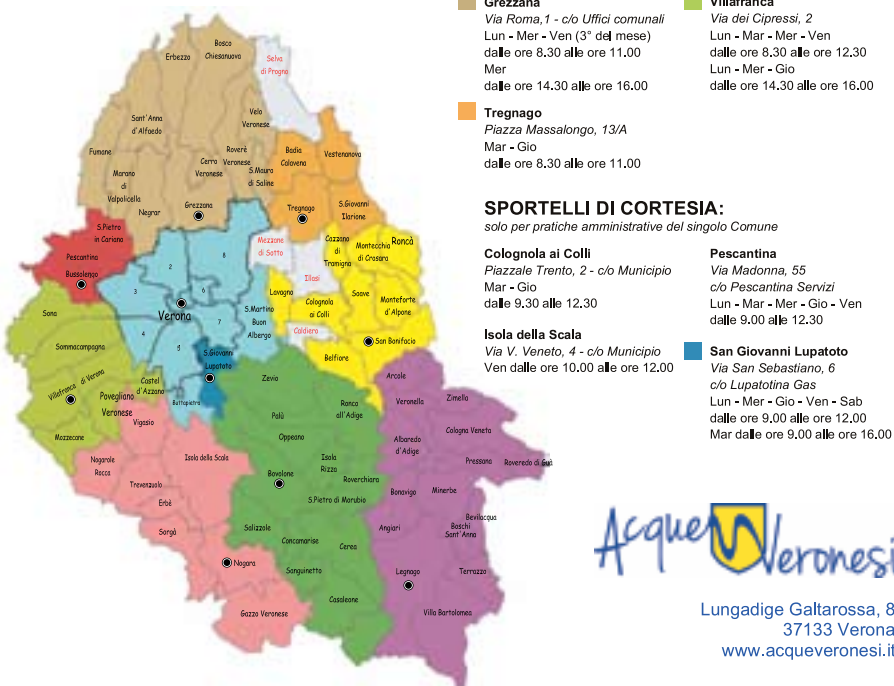 Grezzana
Via Roma,1 - c/o Uffici comunali
Lun - Mer - Ven (3° del mese)
dalle ore 8.30 alle ore 11.00
Mer
dalle ore 14.30 alle ore 16.00
Tregnago
Piazza Massalongo, 13/A
Mar - Gio
dalle ore 8.30 alle ore 11.00
Villafranca
Via dei Cipressi, 2
Lun - Mar - Mer - Ven
dalle ore 8.30 alle ore 12.30
Lun - Mer - Gio
dalle ore 14.30 alle ore 16.00
SPORTELLI DI CORTESIA:
solo per pratiche amministrative del singolo Comune
Colognola ai Colli
Piazzale Trento, 2 - c/o Municipio
Mar - Gio
dalle 9.30 alle 12.30
Isola della Scala
Via V. Veneto, 4 - c/o Municipio
Ven dalle ore 10.00 alle ore 12.00
Pescantina
Via Madonna, 55
c/o Pescantina Servizi
Lun - Mar - Mer - Gio - Ven
dalle 9.00 alle 12.30
San Giovanni Lupatoto
Via San Sebastiano, 6
c/o Lupatotina Gas
Lun - Mer - Gio - Ven - Sab
dalle ore 9.00 alle ore 12.00
Mar dalle ore 9.00 alle ore 16.00
Acque Veronesi
Lungadige Galtarossa, 8
37133 Verona
www.acqueveronesi.it
Bosco
Chiesanuova
Erbezzo
Selva
di Progno
Sant'Anna
d'Alfaedo
Velo
Veronese
Fumane
Roverè
Veronese
Cerro
Veronese
S.Mauro
di Saline
Badia
Calavena
Vestenanova
Marano
di
Valpolicella
Negrar
Grezzana
Tregnago
S.Giovanni
Ilarione
S.Pietro
in Cariano
Pescantina
Bussolengo
Mezzane
di Sotto
Cazzano
di
Tramigna
Montecchia
di Crosara
Roncà
Illasi
2
8
3
6
Verona
4
5
7
Lavagno
Colognola
ai Colli
Soave
Monteforte
d'Alpone
S.Martino
Buon
Albergo
Caldiero
San Bonifacio
Belfiore
Sona
Sommacampagna
Villafranca di Verona
Castel
d'Azzano
Povegliano
Veronese
Buttapietra
S.Giovanni
Lupatoto
Mozzecane
Vigasio
Zevio
Ronco
all'Adige
Arcole
Veronella
Zimella
Palù
Oppeano
Albaredo
d'Adige
Cologna Veneta
Nogarole
Rocca
Isola della Scala
Isola
Rizza
Pressana
Roveredo di Guà
Trevenzuolo
Bovolone
Roverchiara
Erbè
S.Pietro di Morubio
Bonavigo
Minerbe
Sorgà
Salizzole
Angiari
Bevilacqua
Boschi
Sant'Anna
Concamarise
Cerea
Nogara
Sanguinetto
Legnago
Terrazzo
Casaleone
Gazzo Veronese
Villa Bartolomea